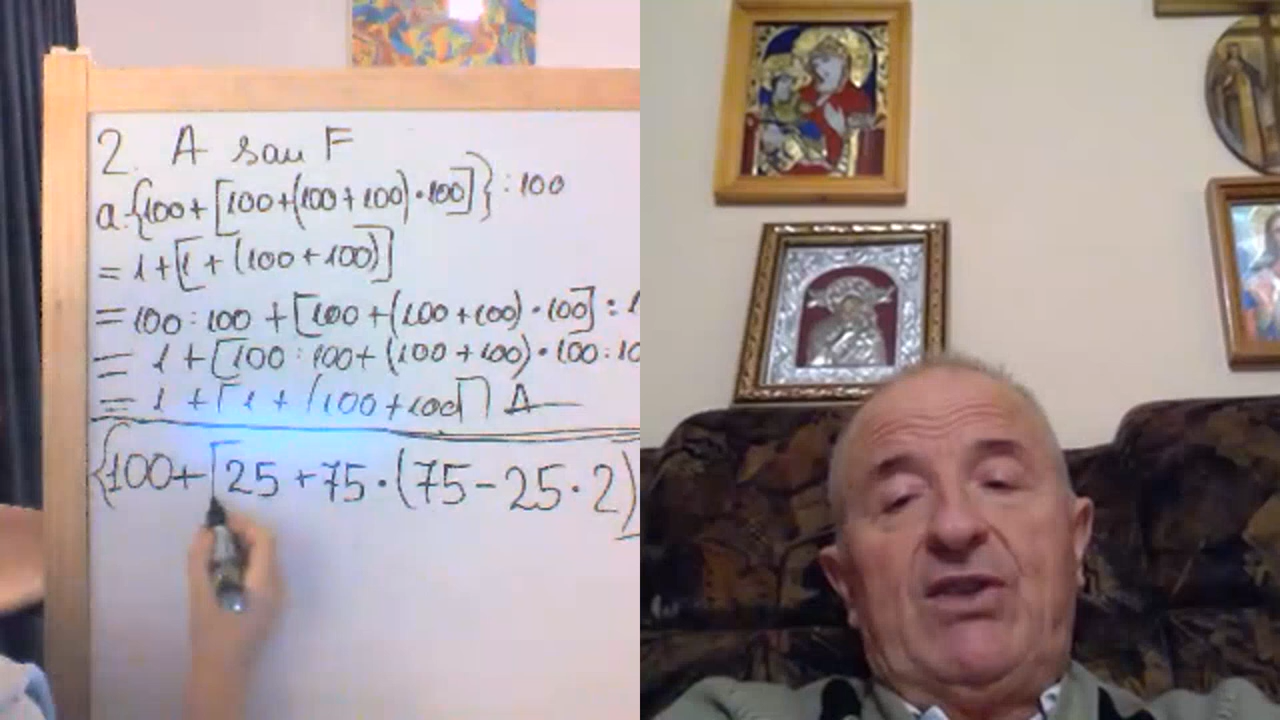 2. A sau F
a. {100+[100+(100+100)•100]}:100
= 1+[1+(100+100)]
= 100:100 +[100+(100+100)•100]:1
= 1+[100:100+(100+100)•100:10
= 1+[1+(100+100] A
{100+[25+75•(75-25•2)